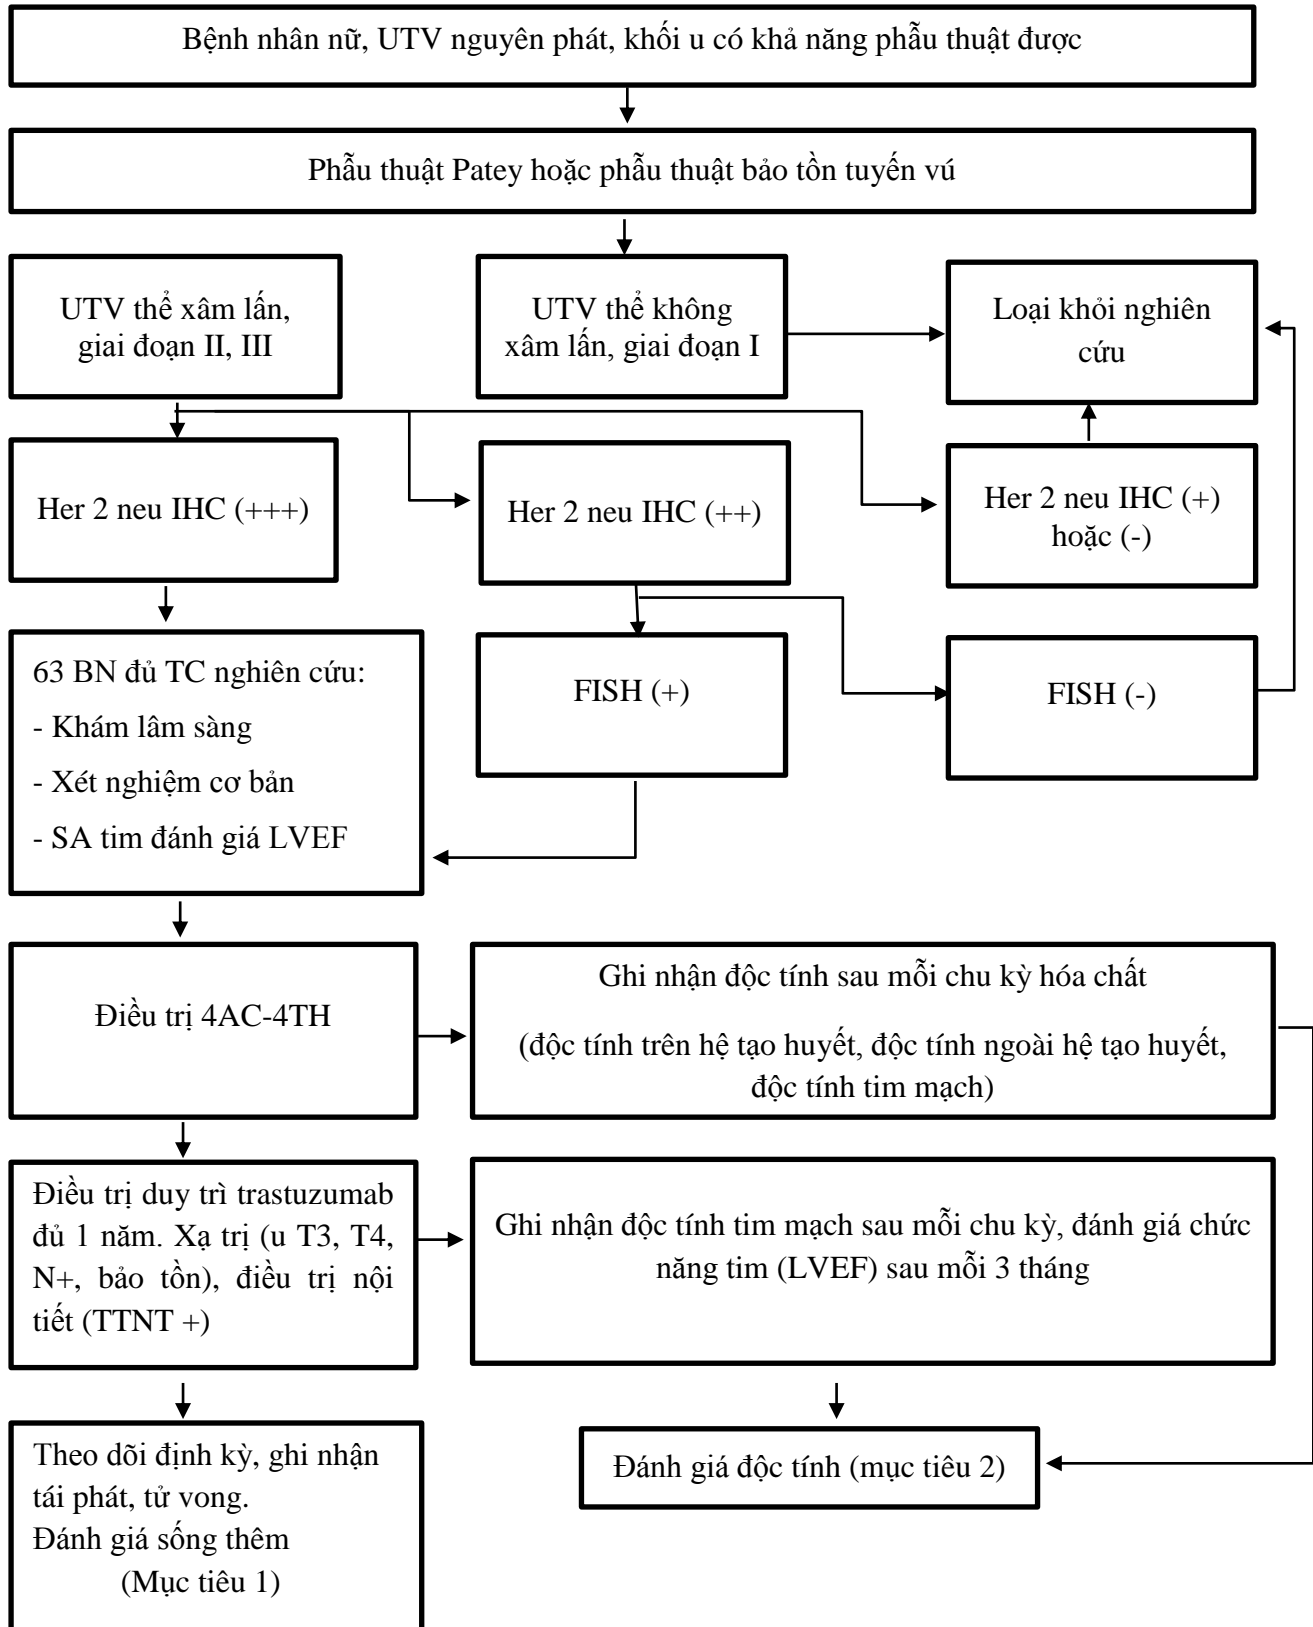 Bệnh nhân nữ, UTV nguyên phát, khối u có khả năng phẫu thuật được
Phẫu thuật Patey hoặc phẫu thuật bảo tồn tuyến vú
UTV thể xâm lấn,
giai đoạn II, III
UTV thể không
xâm lấn, giai đoạn I
Loại khỏi nghiên
cứu
Her 2 neu IHC (+++)
Her 2 neu IHC (++)
Her 2 neu IHC (+)
hoặc (-)
63 BN đủ TC nghiên cứu:
- Khám lâm sàng
- Xét nghiệm cơ bản
- SA tim đánh giá LVEF
FISH (+)
FISH (-)
Điều trị 4AC-4TH
Ghi nhận độc tính sau mỗi chu kỳ hóa chất
(độc tính trên hệ tạo huyết, độc tính ngoài hệ tạo huyết,
độc tính tim mạch)
Điều trị duy trì trastuzumab
đủ 1 năm. Xạ trị (u T3, T4,
N+, bảo tồn), điều trị nội
tiết (TTNT +)
Ghi nhận độc tính tim mạch sau mỗi chu kỳ, đánh giá chức
năng tim (LVEF) sau mỗi 3 tháng
Theo dõi định kỳ, ghi nhận
tái phát, tử vong.
Đánh giá sống thêm
(Mục tiêu 1)
Đánh giá độc tính (mục tiêu 2)